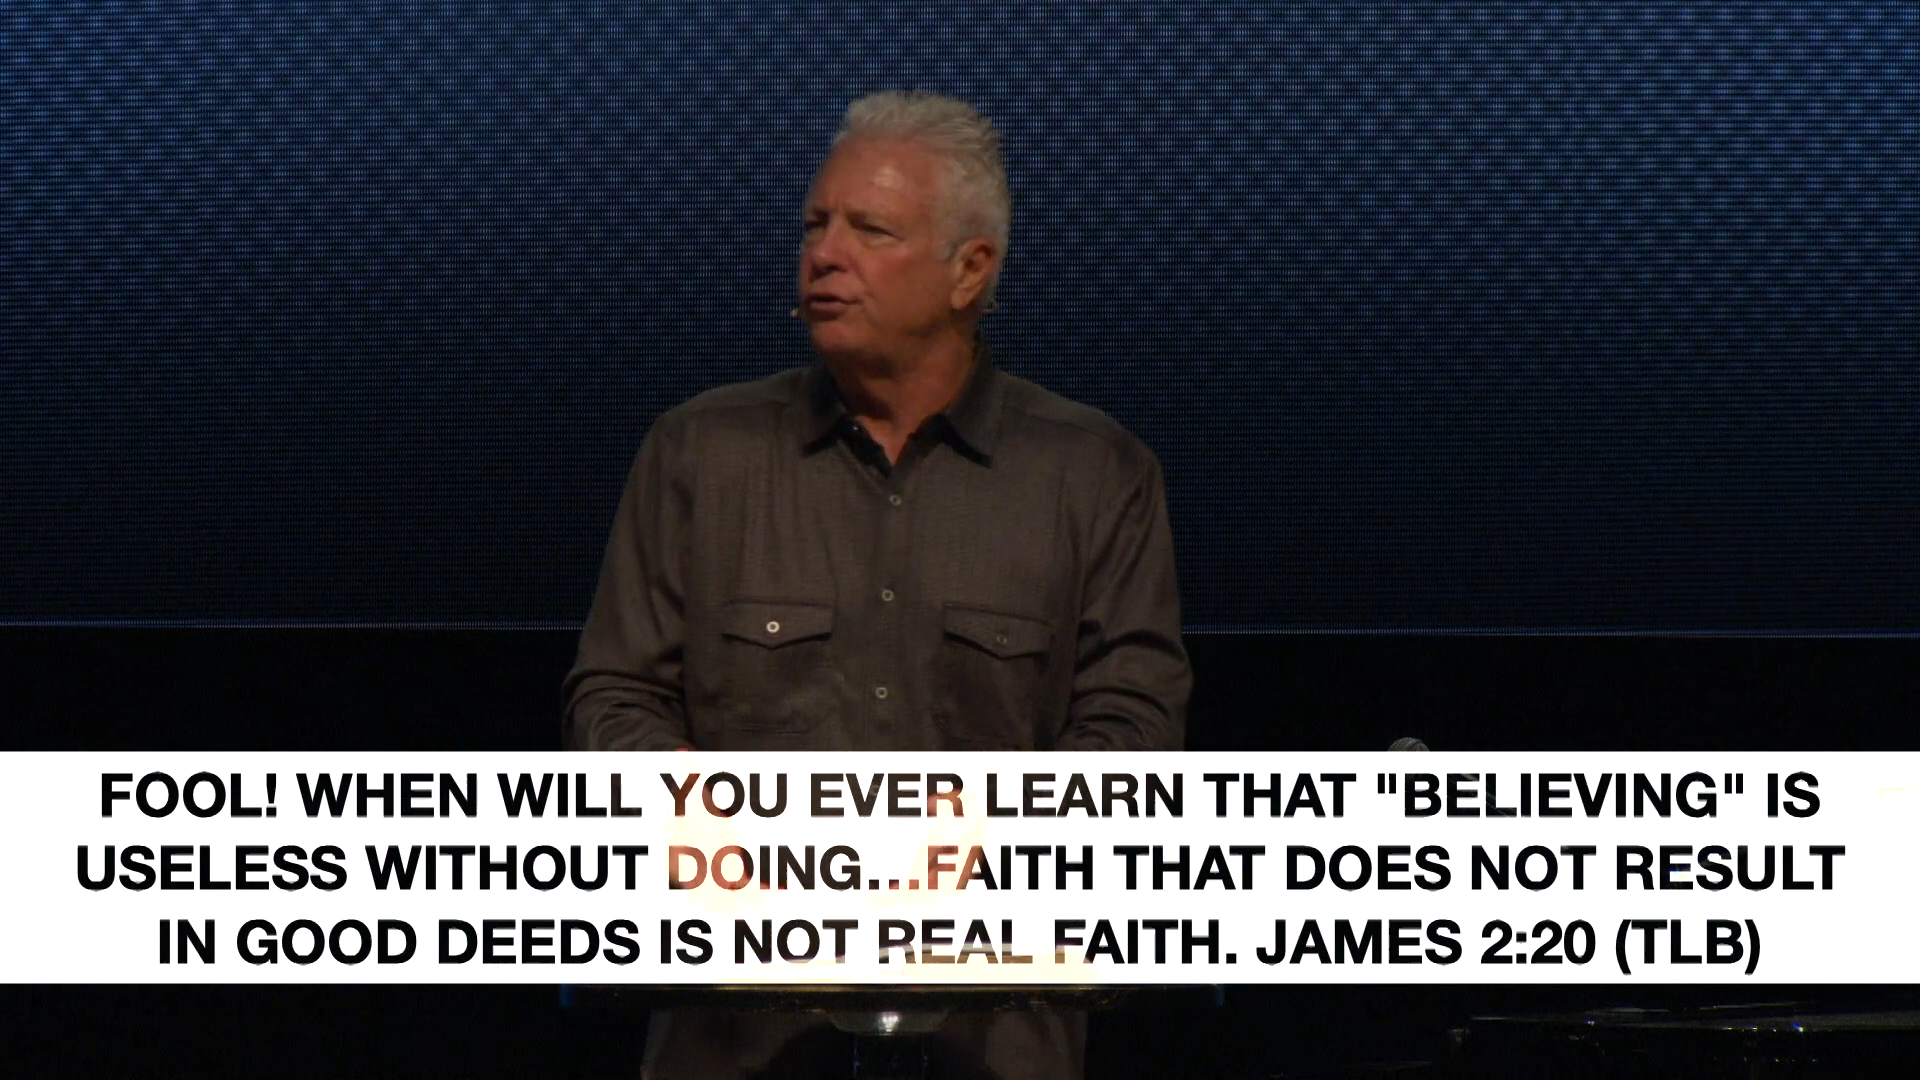 FOOL! WHEN WILL YOU EVER LEARN THAT "BELIEVING" IS
USELESS WITHOUT DOING...FAITH THAT DOES NOT RESULT
IN GOOD DEEDS IS NOT REAL FAITH. JAMES 2:20 (TLB)